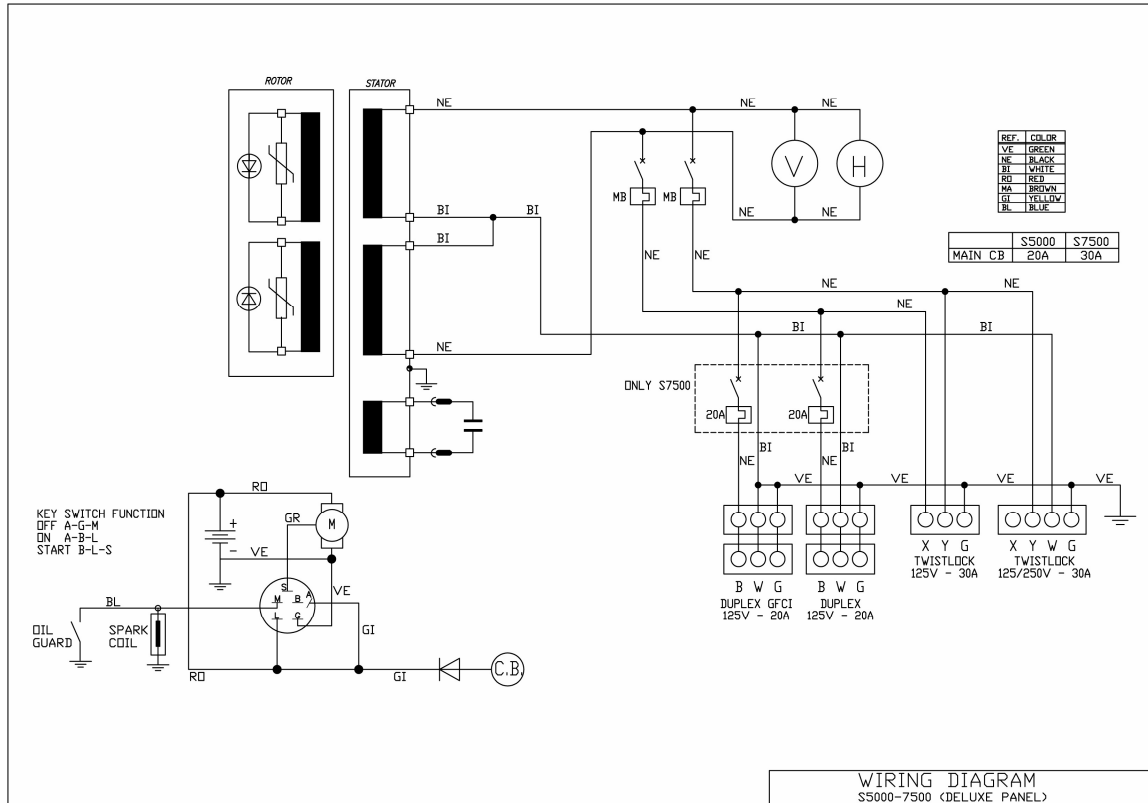 ROTOR
STATOR
NE
NE
NE
V
H
REF. COLOR
VE GREEN
NE BLACK
BI WHITE
RO RED
MA BROWN
GI YELLOW
BL BLUE
MB
MB
BI
BI
NE
NE
BI
NE
NE
S5000 S7500
MAIN CB 20A 30A
NE
NE
NE
BI
BI
NE
ONLY S7500
20A
20A
BI
BI
NE
NE
VE
VE
VE
RO
KEY SWITCH FUNCTION
OFF A-G-M
ON A-B-L
START B-L-S
+
-
GR
M
VE
VE
S
M B A
L G
BL
GI
OIL
GUARD
SPARK
COIL
RO
GI
C.B.
B W G
DUPLEX GFCI
125V - 20A
B W G
DUPLEX
125V - 20A
X Y G
TWISTLOCK
125V - 30A
X Y W G
TWISTLOCK
125/250V - 30A
WIRING DIAGRAM
S5000-7500 (DELUXE PANEL)